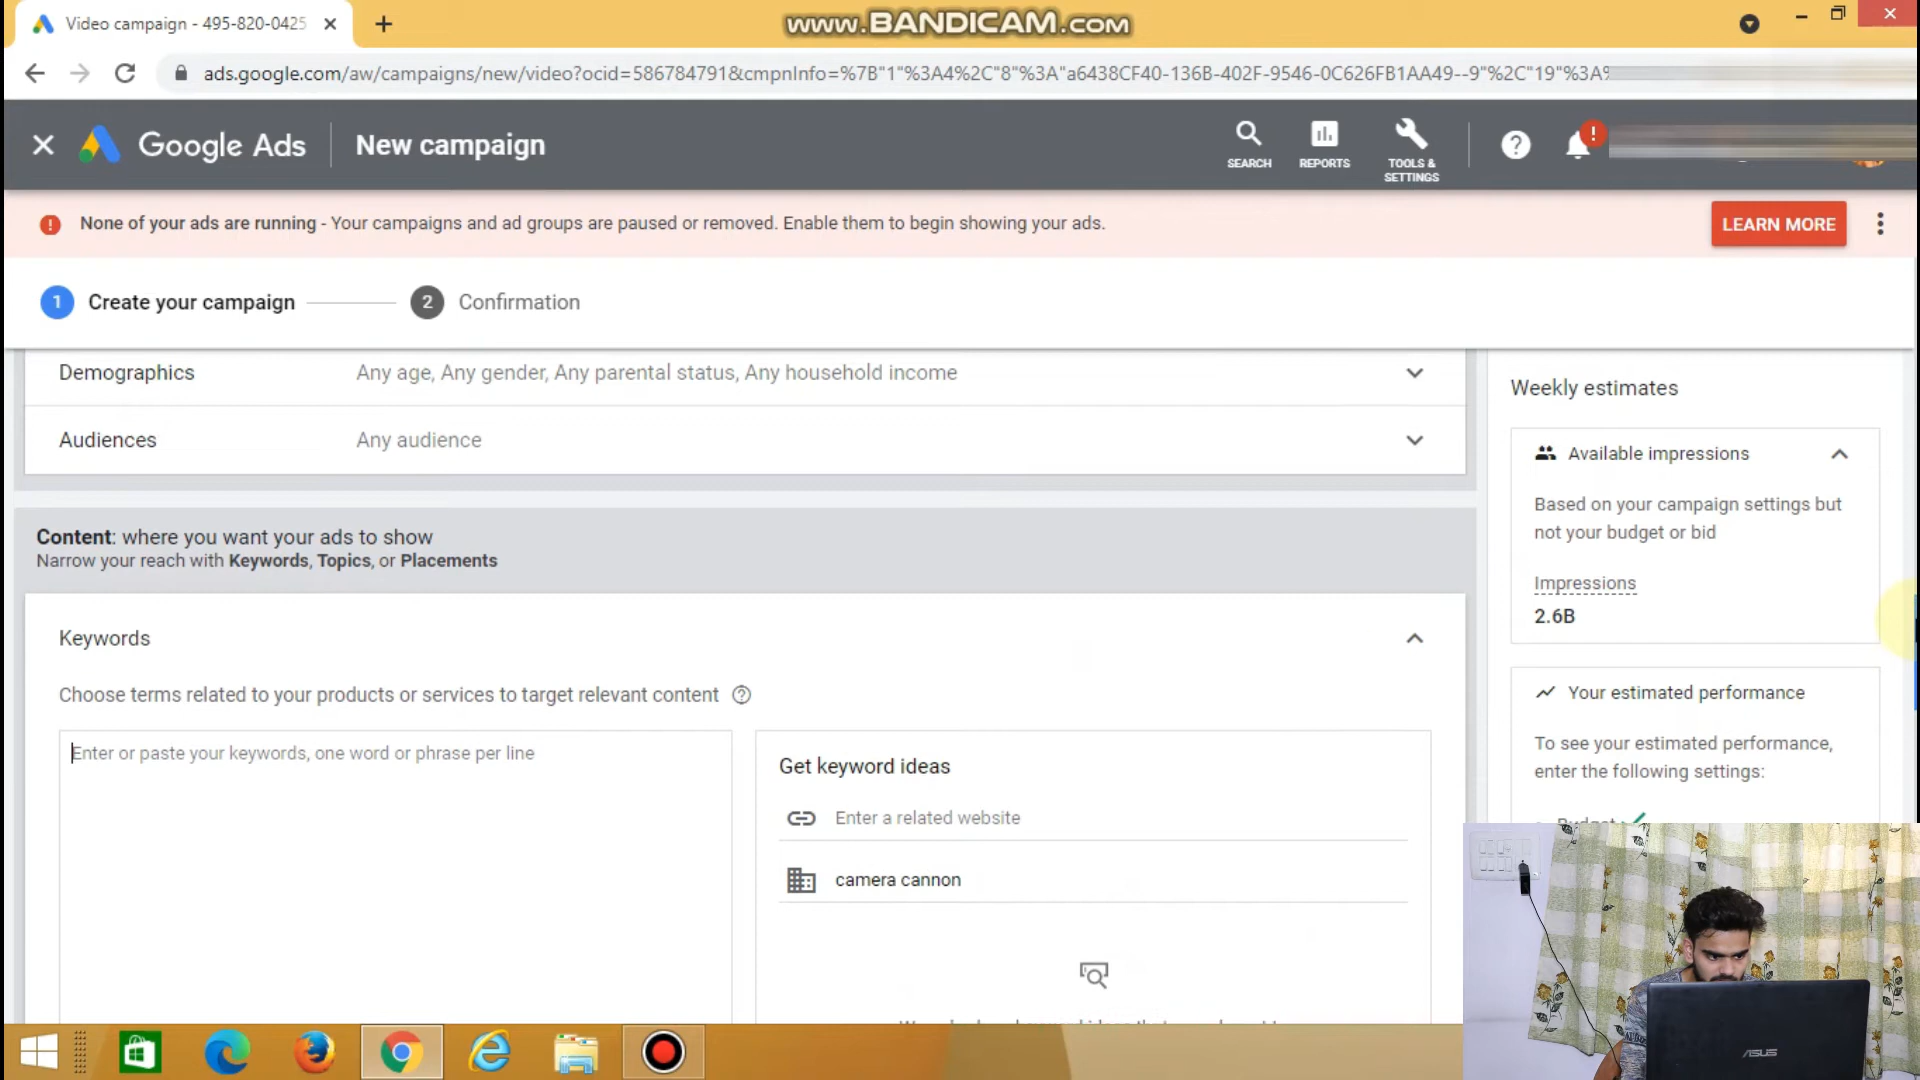 Video campaign - 495-820-0425
www.BANDICAM.com
ads.google.com/aw/campaigns/new/video?ocid=586784791&cmpnInfo=%7B"1"%3A4%2C"8"%3A"a6438CF40-136B-402F-9546-0C626FB1AA49--9"%2C"19"%3A
Google Ads
New campaign
SEARCH
REPORTS
TOOLS &
SETTINGS
None of your ads are running - Your campaigns and ad groups are paused or removed. Enable them to begin showing your ads.
LEARN MORE
1 Create your campaign
2 Confirmation
Demographics
Any age, Any gender, Any parental status, Any household income
Audiences
Any audience
Content: where you want your ads to show
Narrow your reach with Keywords, Topics, or Placements
Keywords
Choose terms related to your products or services to target relevant content
Enter or paste your keywords, one word or phrase per line
Get keyword ideas
Enter a related website
camera cannon
Weekly estimates
Available impressions
Based on your campaign settings but
not your budget or bid
Impressions
2.6B
Your estimated performance
To see your estimated performance,
enter the following settings:
ASUS